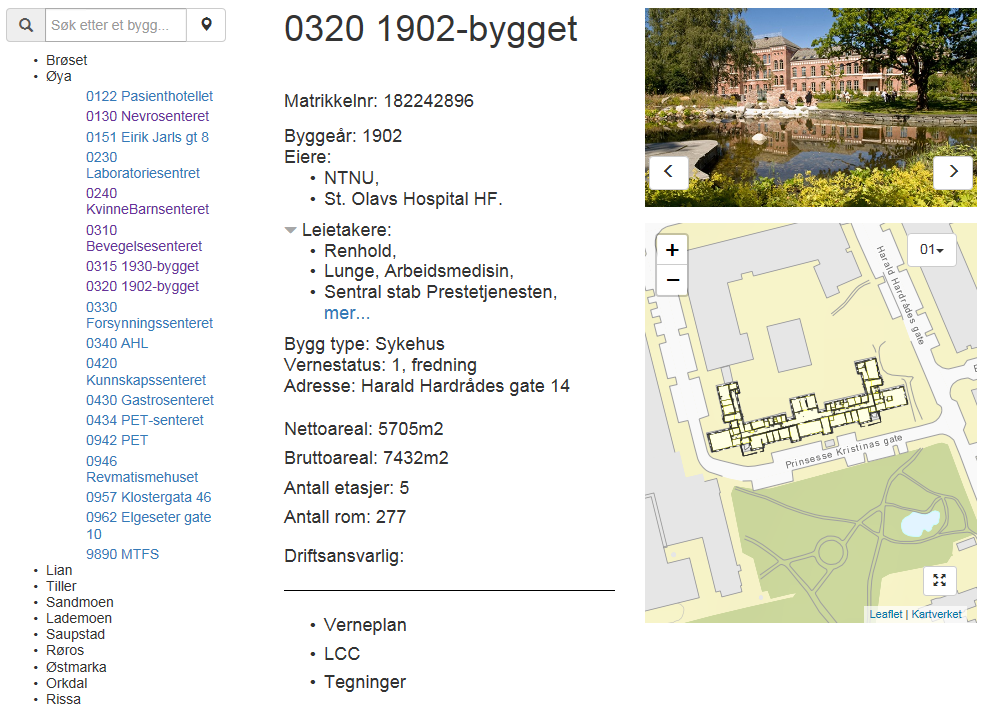 Søk etter et bygg...
Brøset
Øya
0122 Pasienthotellet
0130 Nevrosenteret
0151 Eirik Jarls gt 8
0230
Laboratoriesentret
0240
KvinneBarnsenteret
0310
Bevegelsesenteret
0315 1930-bygget
0320 1902-bygget
0330
Forsyningssenteret
0340 AHL
0420
Kunnskapssenteret
0430 Gastrosenteret
0434 PET-senteret
0942 PET
0946
Revmatismehuset
0957 Klostergata 46
0962 Elgeseter gata
10
9890 MTFS
Lian
Tiller
Sandmoen
Lademoen
Saupstad
Røros
Østmarka
Orkdal
Rissa
0320 1902-bygget
Matrikkelnr: 182242896
Byggeår: 1902
Eiere:
NTNU,
St. Olavs Hospital HF.
Leietakere:
Renhold,
Lunge, Arbeidsmedisin,
Sentral stab Prestetjenesten,
mer...
Bygg type: Sykehus
Vernestatus: 1, fredning
Adresse: Harald Hardrådes gate 14
Nettoareal: 5705m2
Bruttoareal: 7432m2
Antall etasjer: 5
Antall rom: 277
Driftsansvarlig:
Verneplan
LCC
Tegninger
+
−
01
Harald Hardrådes gate
Prinsesse Kristinas gate
Leaflet | Kartverket